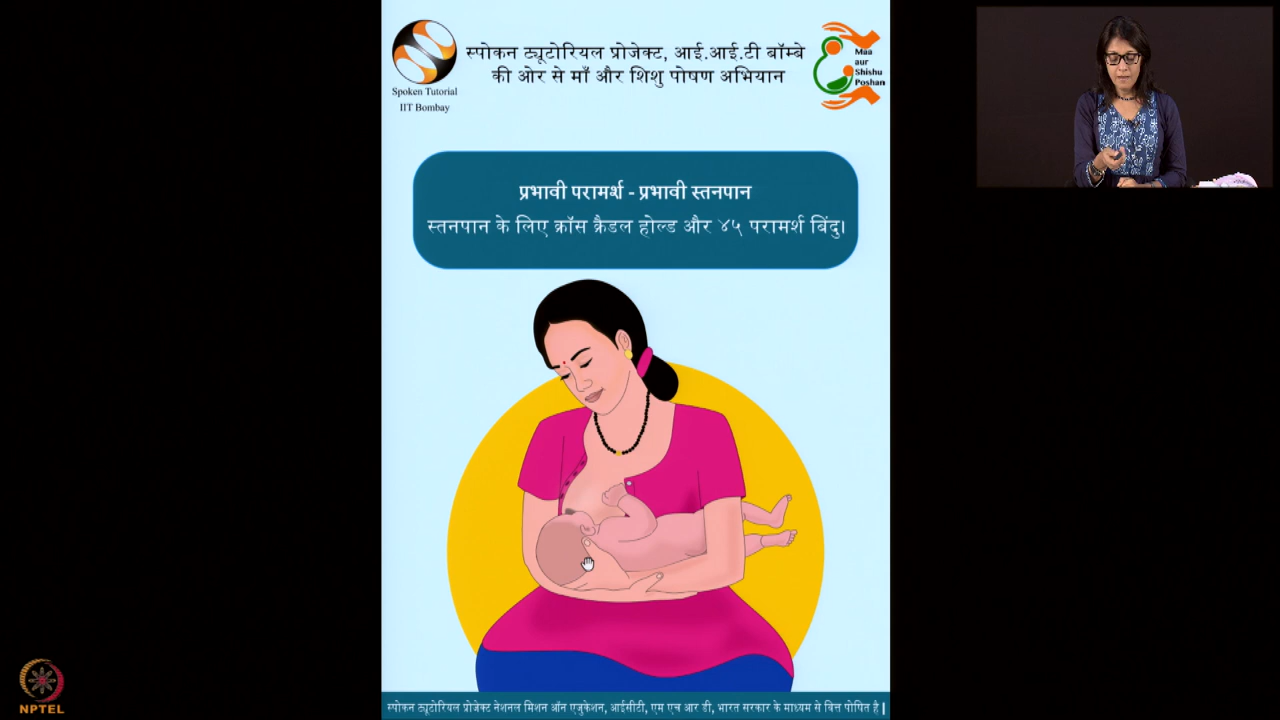 स्पोकन ट्यूटोरियल प्रोजेक्ट, आई.आई.टी बॉम्बे
की ओर से माँ और शिशु पोषण अभियान
Spoken Tutorial
IIT Bombay
Maa
aur
Shishu
Poshan
प्रभावी परामर्श - प्रभावी स्तनपान
स्तनपान के लिए क्रॉस क्रैडल होल्ड और ४५ परामर्श बिंदु।
स्पोकन ट्यूटोरियल प्रोजेक्ट नेशनल मिशन ऑन एजुकेशन, आईसीटी, एम एच आर डी, भारत सरकार के माध्यम से वित्त पोषित है |
NPTEL